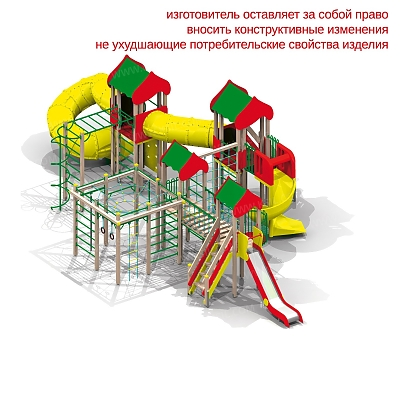 изготовитель оставляет за собой право
вносить конструктивные изменения
не ухудшающие потребительские свойства изделия